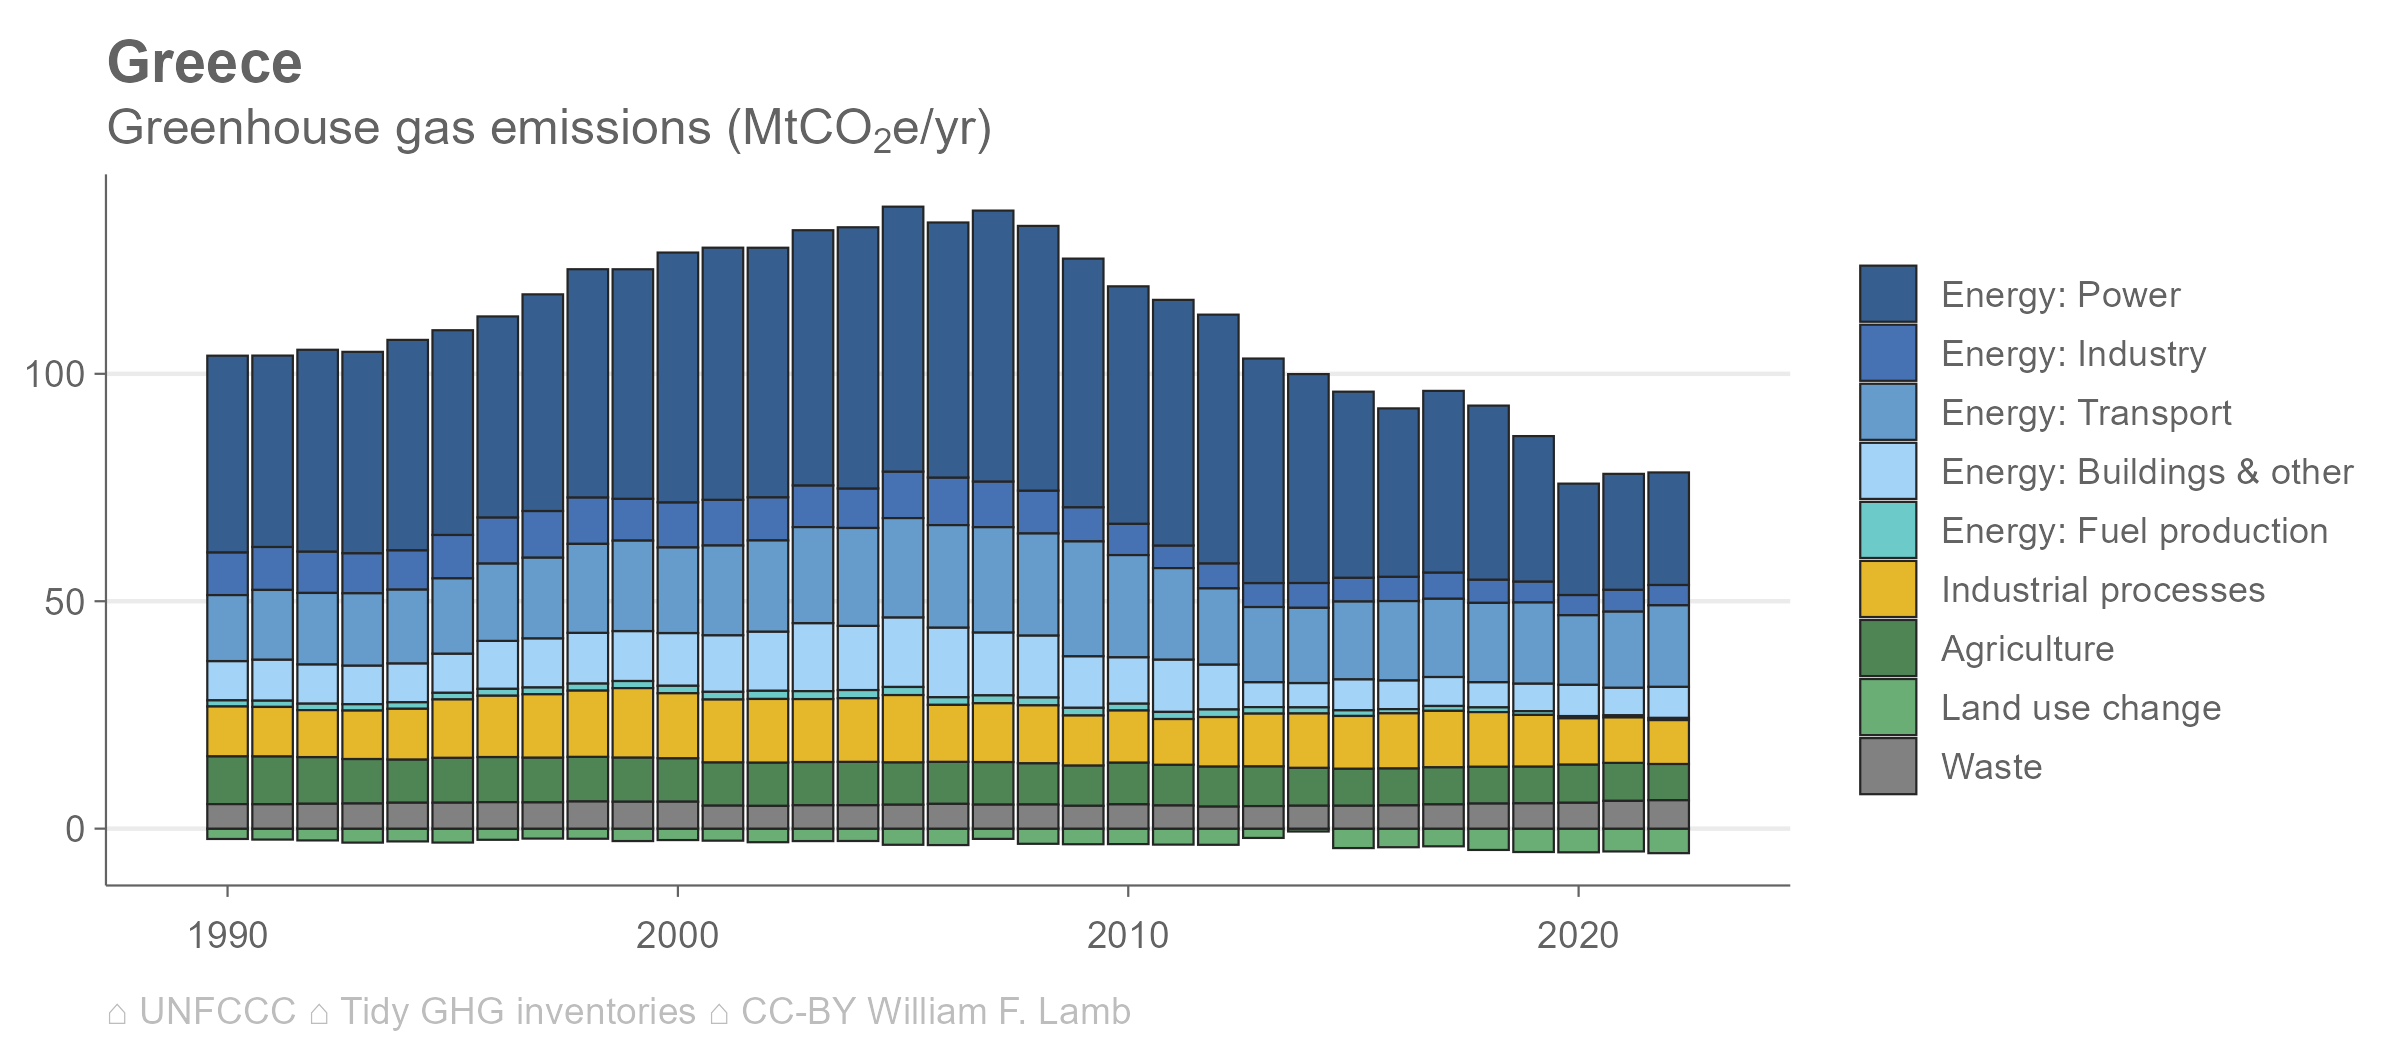 Greece
Greenhouse gas emissions (MtCO₂e/yr)
100
50
0
1990 2000 2010 2020
Energy: Power
Energy: Industry
Energy: Transport
Energy: Buildings & other
Energy: Fuel production
Industrial processes
Agriculture
Land use change
Waste
⌂ UNFCCC ⌂ Tidy GHG inventories ⌂ CC-BY William F. Lamb